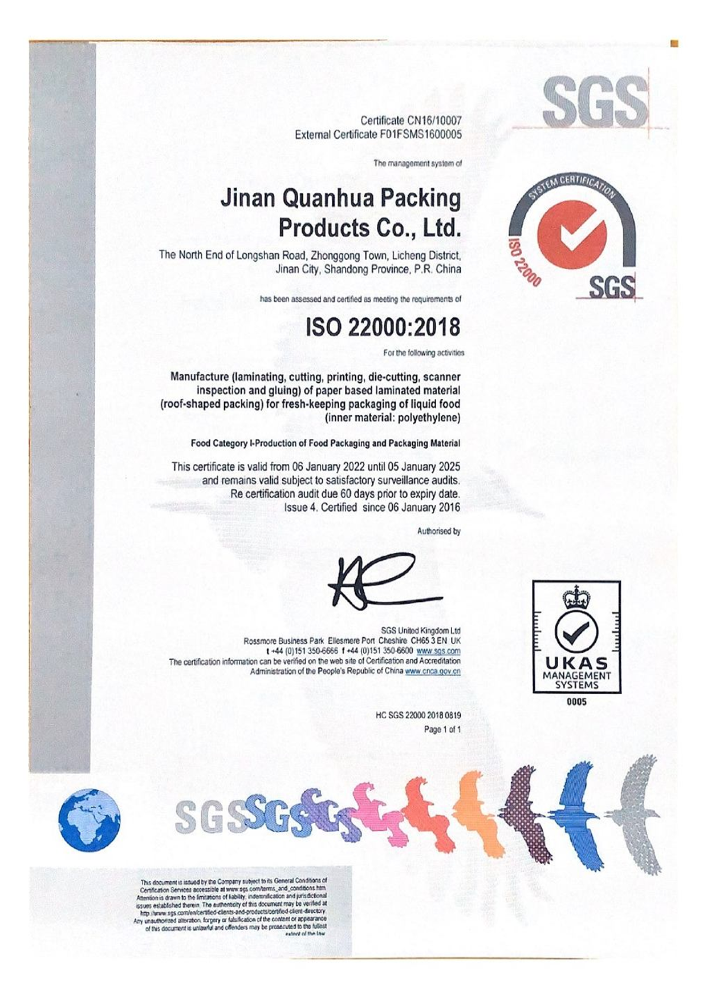 SGS
Certificate CN16/10007
External Certificate F01FSMS1600005
The management system of
Jinan Quanhua Packing
Products Co., Ltd.
The North End of Longshan Road, Zhonggong Town, Licheng District,
Jinan City, Shandong Province, P.R. China
SYSTEM CERTIFICATION
ISO 22000
SGS
has been assessed and certified as meeting the requirements of
ISO 22000:2018
For the following activities
Manufacture (laminating, cutting, printing, die-cutting, scanner
inspection and gluing) of paper based laminated material
(roof-shaped packing) for fresh-keeping packaging of liquid food
(inner material: polyethylene)
Food Category I-Production of Food Packaging and Packaging Material
This certificate is valid from 06 January 2022 until 05 January 2025
and remains valid subject to satisfactory surveillance audits.
Re certification audit due 60 days prior to expiry date.
Issue 4. Certified since 06 January 2016
Authorised by
SGS United Kingdom Ltd
Rossmore Business Park Ellesmere Port Cheshire CH65 3 EN UK
t +44 (0)151 350-6666 f +44 (0)151 350-6600 www.sgs.com
The certification information can be verified on the web site of Certification and Accreditation
Administration of the People's Republic of China www.cnca.gov.cn
UKAS
MANAGEMENT
SYSTEMS
0005
HC SGS 22000 2018 0819
Page 1 of 1
SGS SGS SGS
This document is issued by the Company subject to its General Conditions of
Certification Services accessible at www.sgs.com/terms_and_conditions.htm.
Attention is drawn to the limitations of liability, indemnification and jurisdictional
issues established therein. The authenticity of this document may be verified at
http://www.sgs.com/en/certified-clients-and-products/certified-client-directory.
Any unauthorized alteration, forgery or falsification of the content or appearance
of this document is unlawful and offenders may be prosecuted to the fullest
extent of the law.